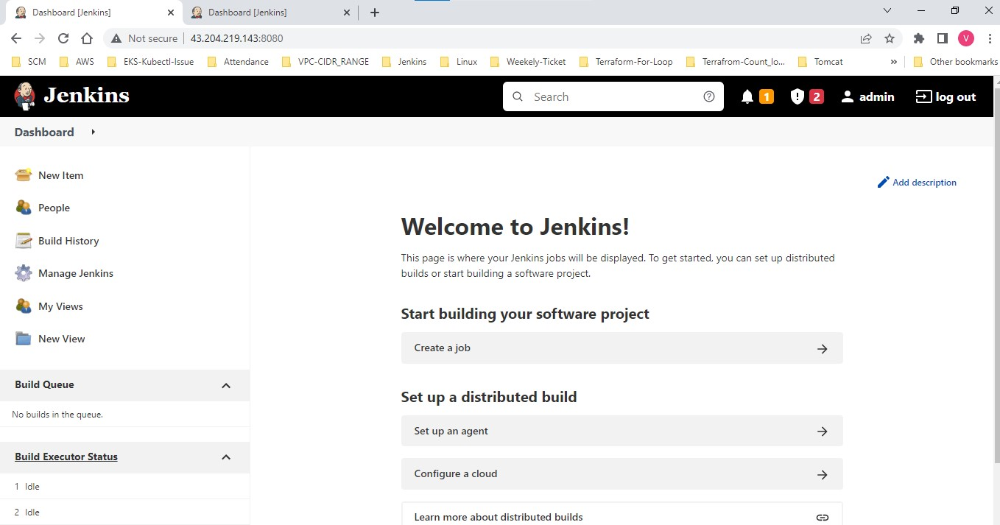 Dashboard [Jenkins]
Dashboard [Jenkins]
Not secure
43.204.219.143:8080
V
SCM
AWS
EKS-Kubectl-Issue
Attendance
VPC-CIDR_RANGE
Jenkins
Linux
Weekely-Ticket
Terraform-For-Loop
Terrafrom-Count_lo...
Tomcat
»
Other bookmarks
Jenkins
Search
1
2
admin
log out
Dashboard
New Item
People
Build History
Manage Jenkins
My Views
New View
Build Queue
No builds in the queue.
Build Executor Status
1 Idle
2 Idle
Add description
Welcome to Jenkins!
This page is where your Jenkins jobs will be displayed. To get started, you can set up distributed
builds or start building a software project.
Start building your software project
Create a job
Set up a distributed build
Set up an agent
Configure a cloud
Learn more about distributed builds